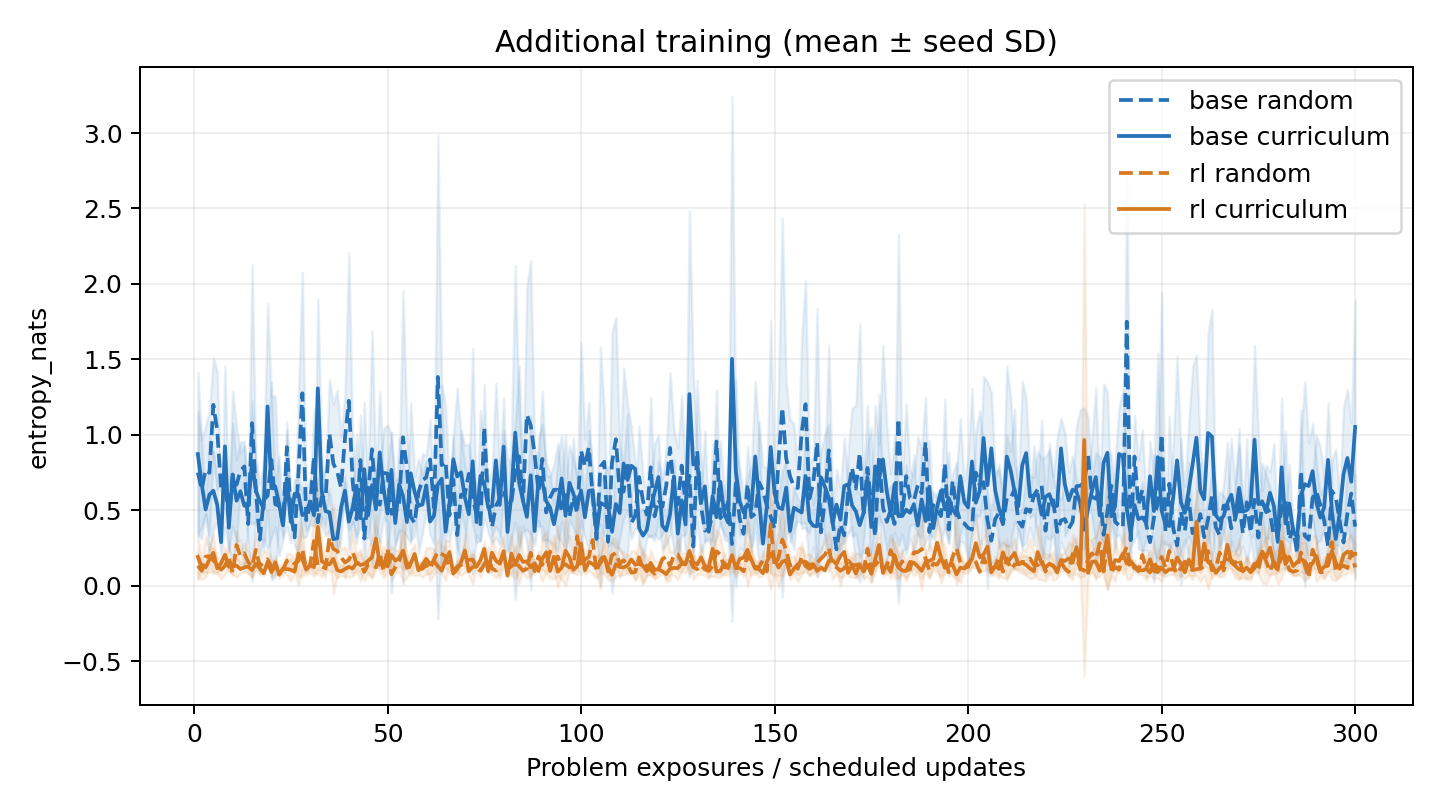 Additional training (mean ± seed SD)
base random
base curriculum
rl random
rl curriculum
entropy_nats
3.0
2.5
2.0
1.5
1.0
0.5
0.0
−0.5
0 50 100 150 200 250 300
Problem exposures / scheduled updates